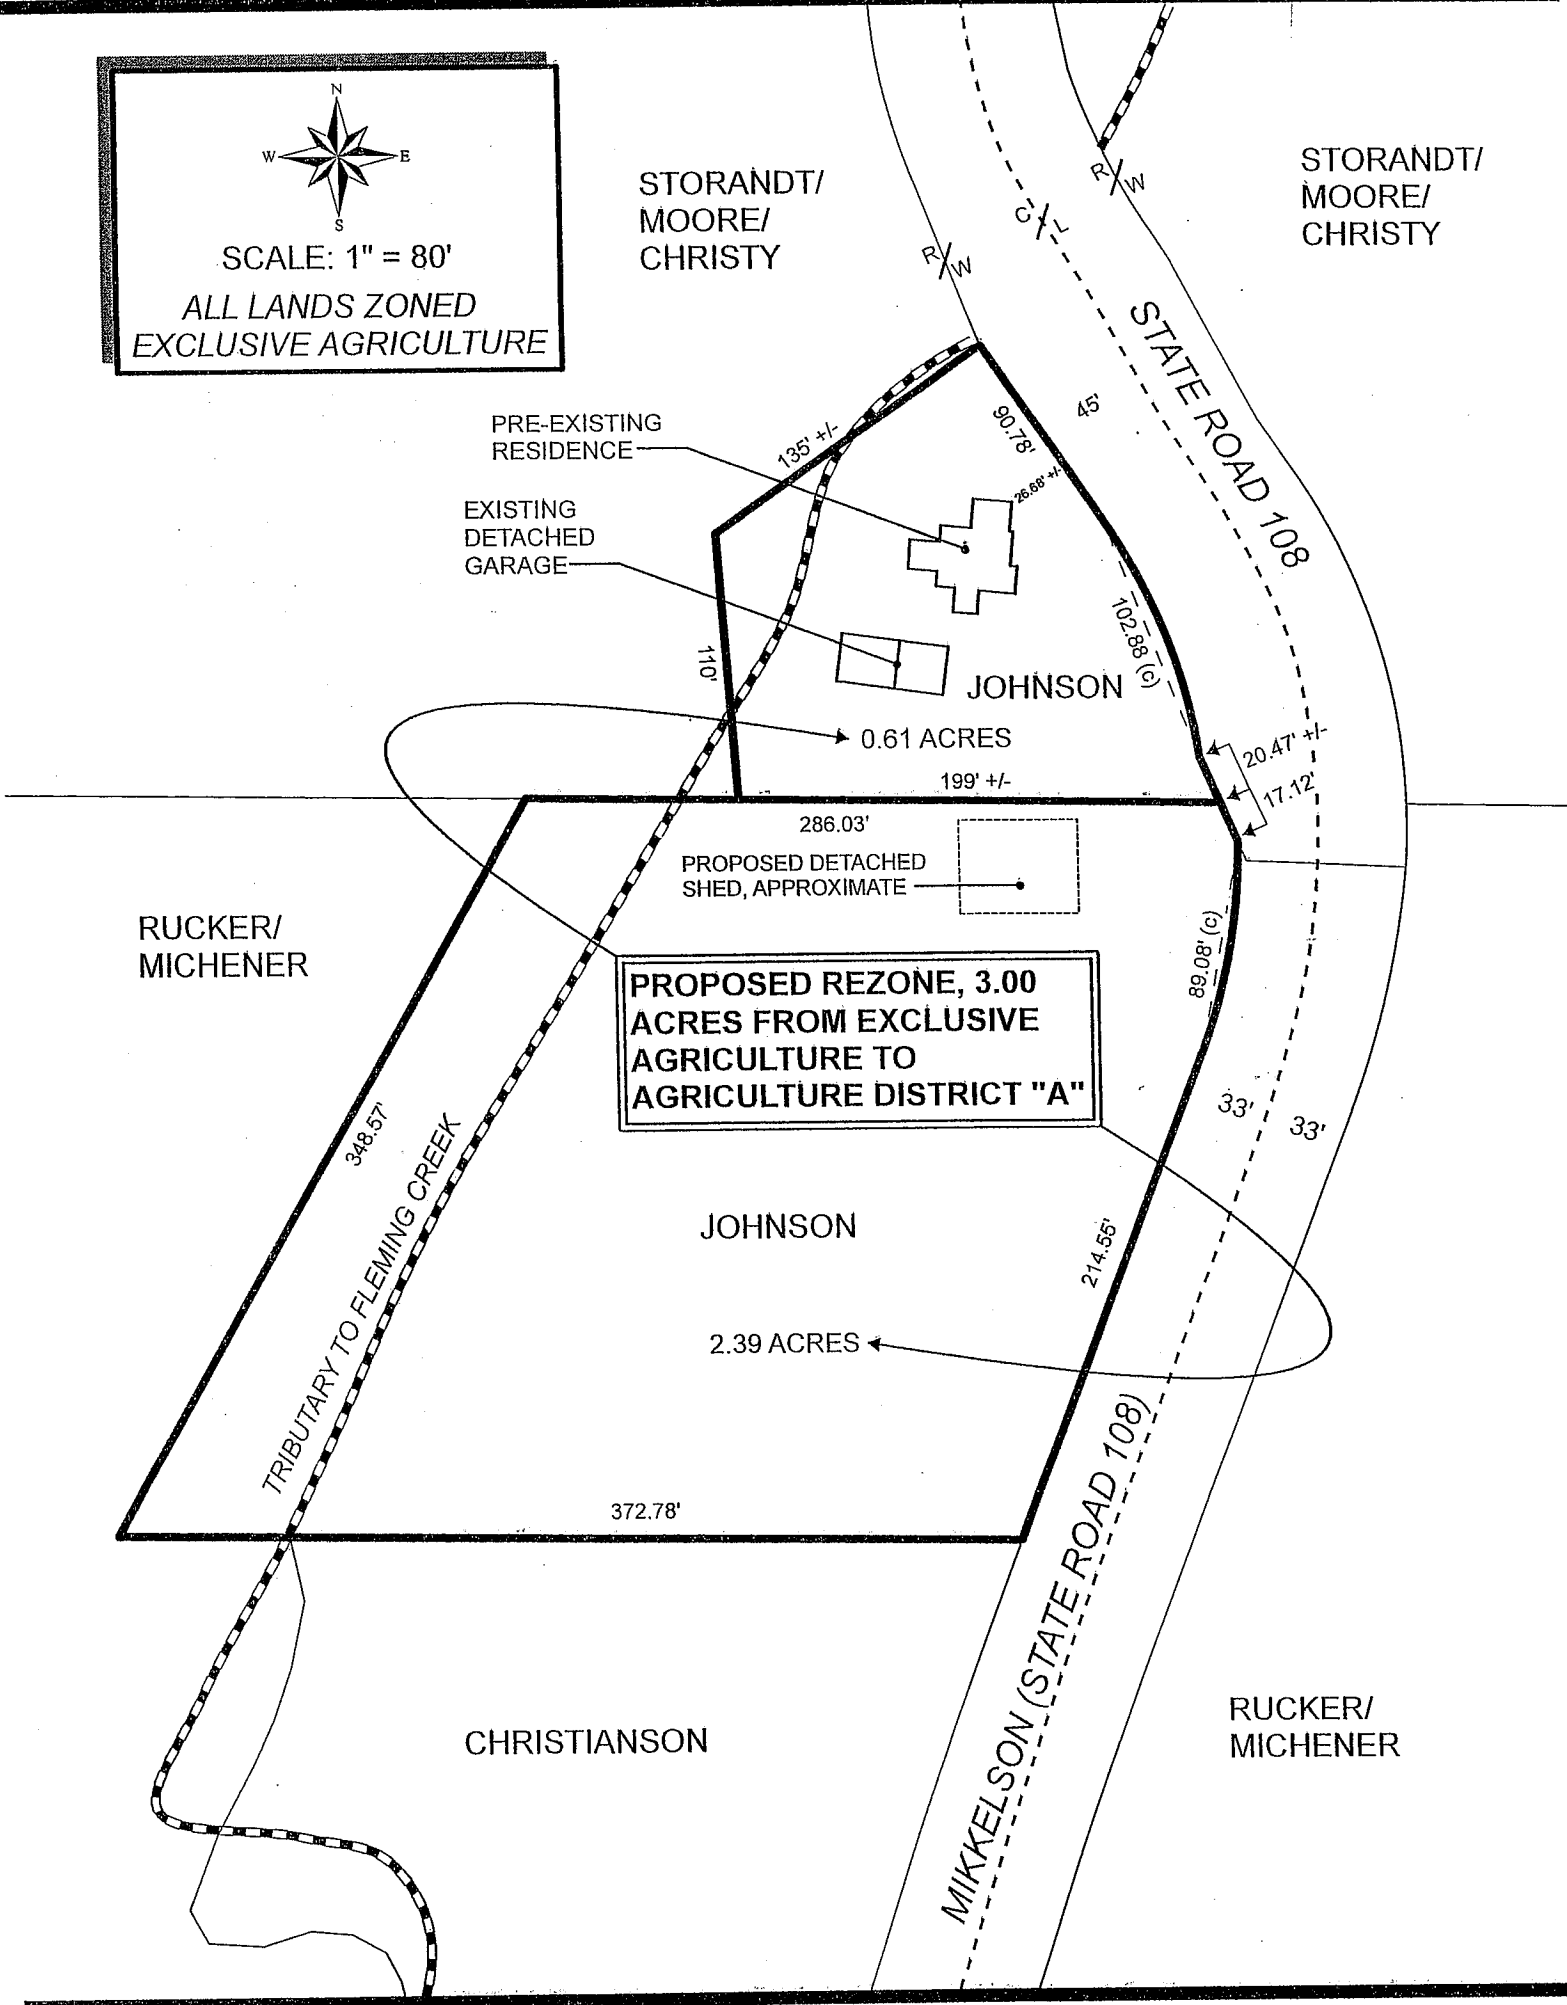 N
W
E
S
SCALE: 1" = 80'
ALL LANDS ZONED
EXCLUSIVE AGRICULTURE
STORANDT/
MOORE/
CHRISTY
STORANDT/
MOORE/
CHRISTY
R/W
C/L
R/W
STATE ROAD 108
45'
90.78'
135' +/-
PRE-EXISTING
RESIDENCE
26.68' +/-
EXISTING
DETACHED
GARAGE
102.88 (c)
110'
JOHNSON
0.61 ACRES
20.47' +/-
17.12'
199' +/-
286.03'
PROPOSED DETACHED
SHED, APPROXIMATE
RUCKER/
MICHENER
89.08' (c)
PROPOSED REZONE, 3.00
ACRES FROM EXCLUSIVE
AGRICULTURE TO
AGRICULTURE DISTRICT "A"
33'
33'
348.57'
TRIBUTARY TO FLEMING CREEK
JOHNSON
214.55'
2.39 ACRES
372.78'
MIKKELSON (STATE ROAD 108)
CHRISTIANSON
RUCKER/
MICHENER